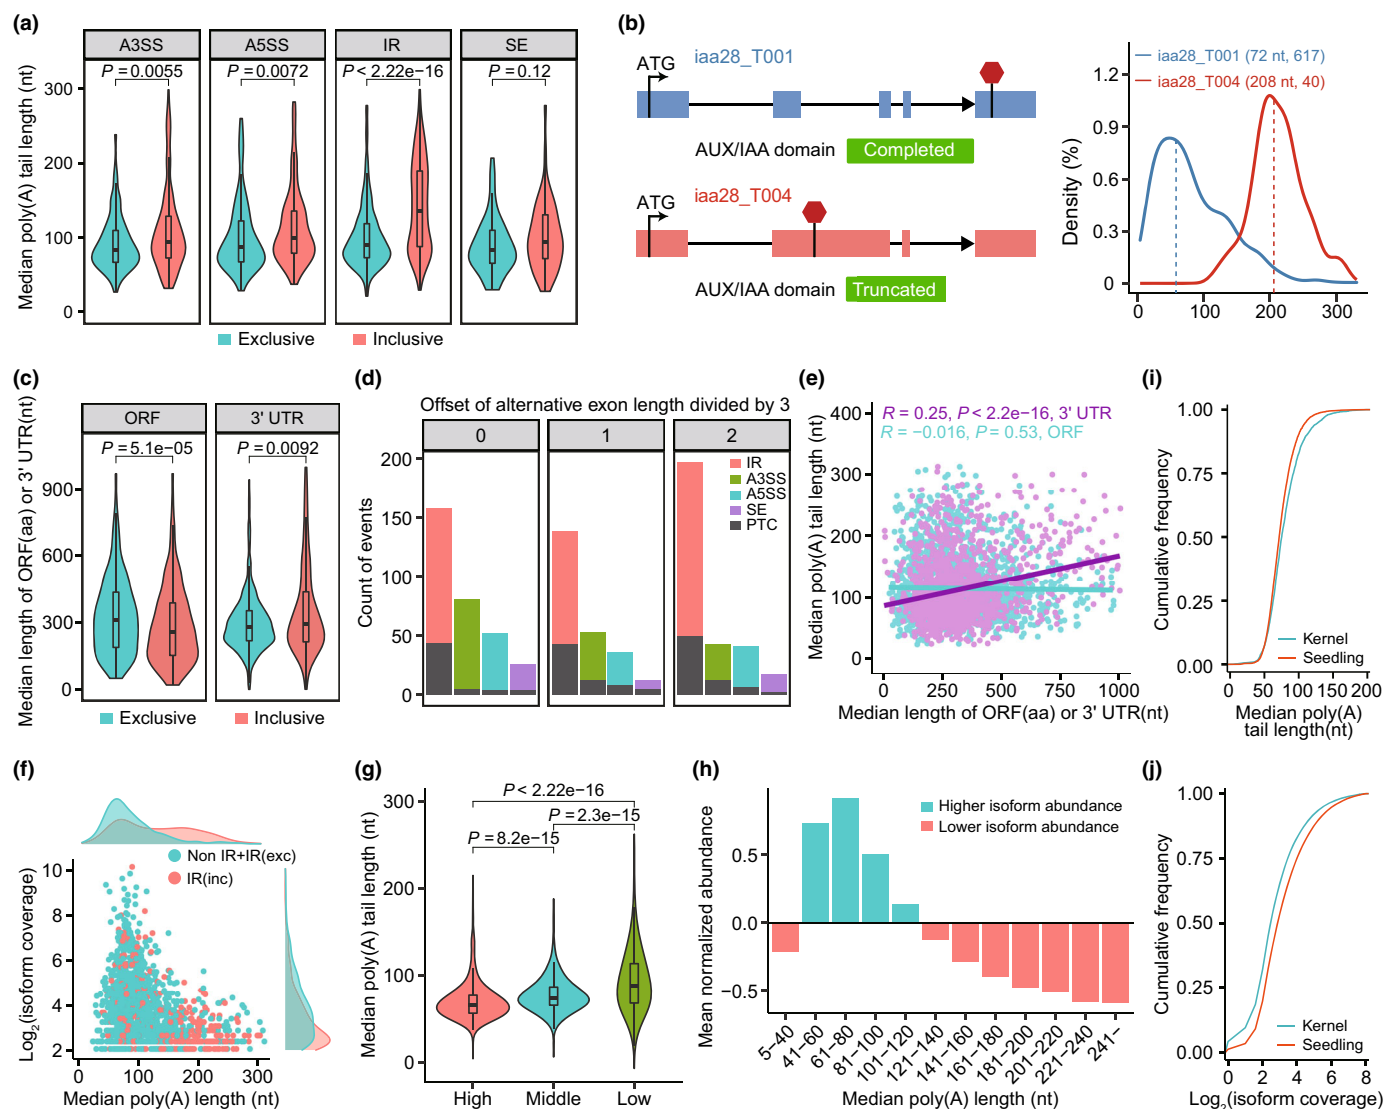 (a)
A3SS
A5SS
IR
SE
P = 0.0055
P = 0.0072
P < 2.22e−16
P = 0.12
Median poly(A) tail length (nt)
300
200
100
0
Exclusive
Inclusive
(b)
ATG
iaa28_T001
AUX/IAA domain
Completed
ATG
iaa28_T004
AUX/IAA domain
Truncated
iaa28_T001 (72 nt, 617)
iaa28_T004 (208 nt, 40)
Density (%)
1.2
0.9
0.6
0.3
0
0
100
200
300
(c)
ORF
3' UTR
P = 5.1e−05
P = 0.0092
Median length of ORF(aa) or 3' UTR(nt)
900
600
300
0
Exclusive
Inclusive
(d)
Offset of alternative exon length divided by 3
0
1
2
Count of events
200
150
100
50
0
IR
A3SS
A5SS
SE
PTC
(e)
R = 0.25, P < 2.2e−16, 3' UTR
R = −0.016, P = 0.53, ORF
Median poly(A) tail length (nt)
400
300
200
100
0
0
250
500
750
1000
Median length of ORF(aa) or 3' UTR(nt)
(i)
Cumulative frequency
1.00
0.75
0.50
0.25
0.00
Kernel
Seedling
0
50
100
150
200
Median poly(A)
tail length(nt)
(f)
Non IR+IR(exc)
IR(inc)
Log2(isoform coverage)
10
8
6
4
2
0
100
200
300
Median poly(A) length (nt)
(g)
P < 2.22e−16
P = 2.3e−15
P = 8.2e−15
Median poly(A) tail length (nt)
300
200
100
0
High
Middle
Low
(h)
Higher isoform abundance
Lower isoform abundance
Mean normalized abundance
0.5
0.0
−0.5
5−40
41−60
61−80
81−100
101−120
121−140
141−160
161−180
181−200
201−220
221−240
241−
Median poly(A) length (nt)
(j)
Cumulative frequency
1.00
0.75
0.50
0.25
0.00
Kernel
Seedling
0
2
4
6
8
Log2(isoform coverage)